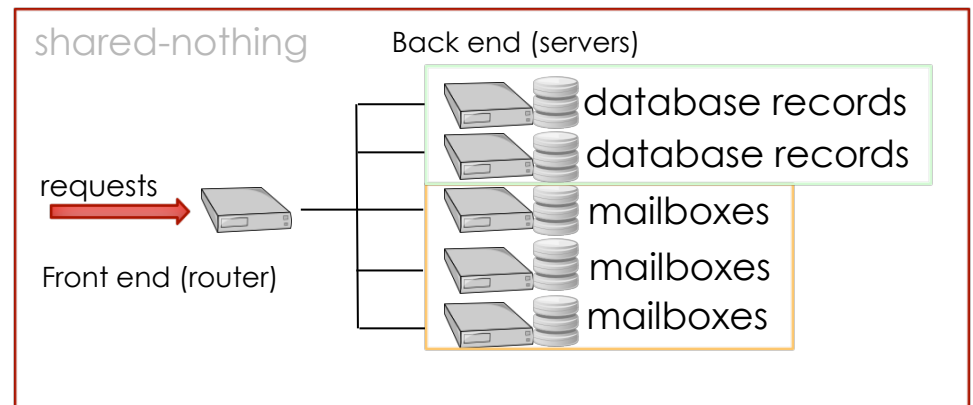 shared-nothing
Back end (servers)
database records
database records
requests
mailboxes
Front end (router)
mailboxes
mailboxes